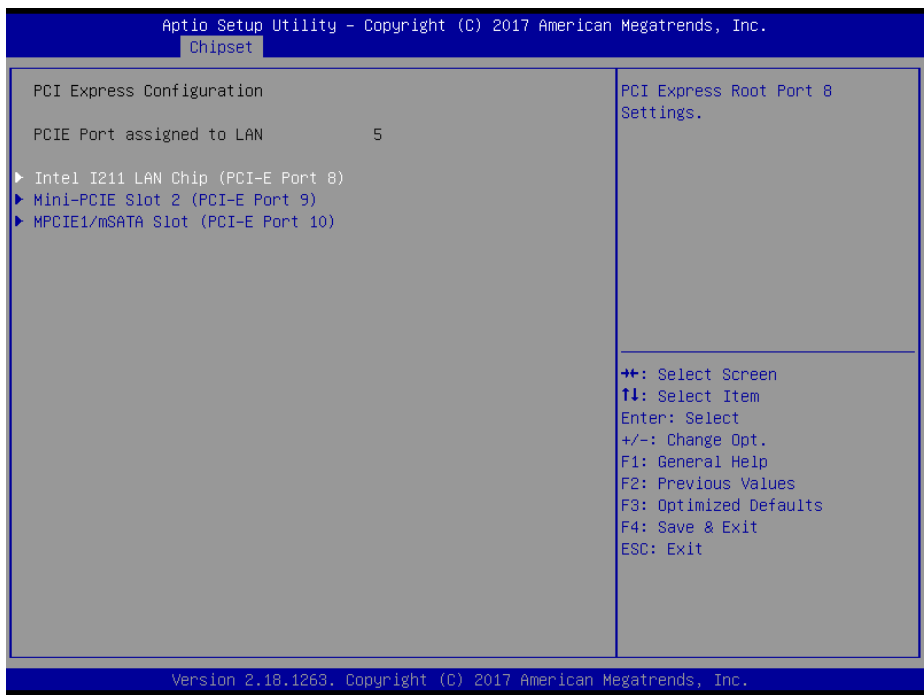 Aptio Setup Utility – Copyright (C) 2017 American Megatrends, Inc.
Chipset
PCI Express Configuration
PCIE Port assigned to LAN 5
▶ Intel I211 LAN Chip (PCI-E Port 8)
▶ Mini-PCIE Slot 2 (PCI-E Port 9)
▶ MPCIE1/mSATA Slot (PCI-E Port 10)
PCI Express Root Port 8
Settings.
→←: Select Screen
↑↓: Select Item
Enter: Select
+/-: Change Opt.
F1: General Help
F2: Previous Values
F3: Optimized Defaults
F4: Save & Exit
ESC: Exit
Version 2.18.1263. Copyright (C) 2017 American Megatrends, Inc.